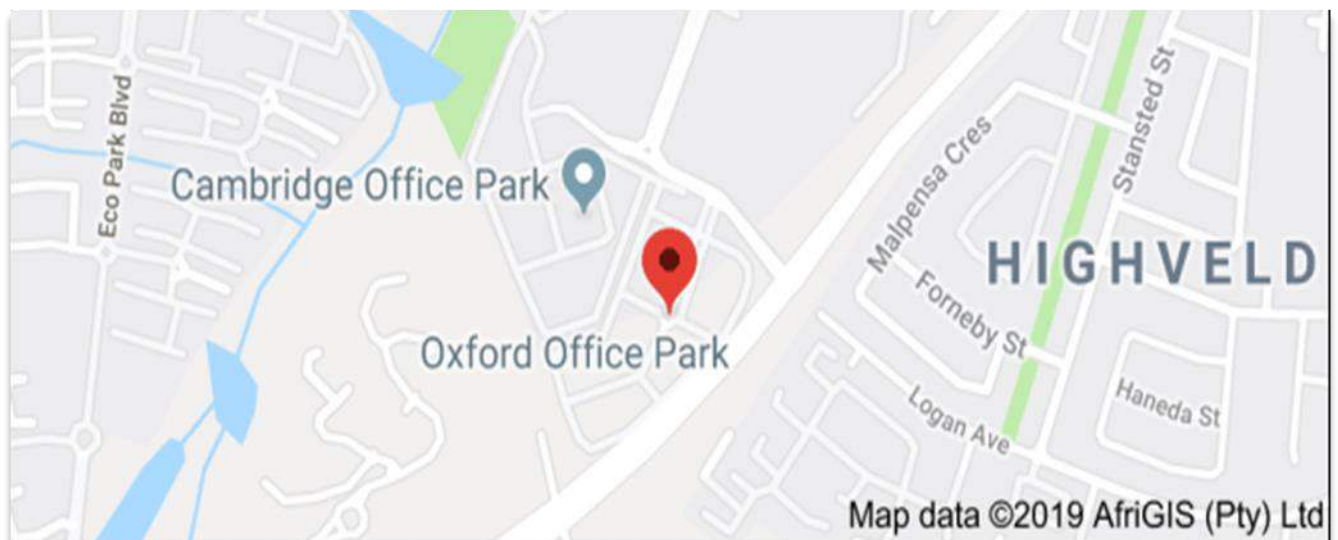 Eco Park Blvd
Cambridge Office Park
Oxford Office Park
Malpensa Cres
Stansted St
HIGHVELD
Forneby St
Haneda St
Logan Ave
Map data ©2019 AfriGIS (Pty) Ltd